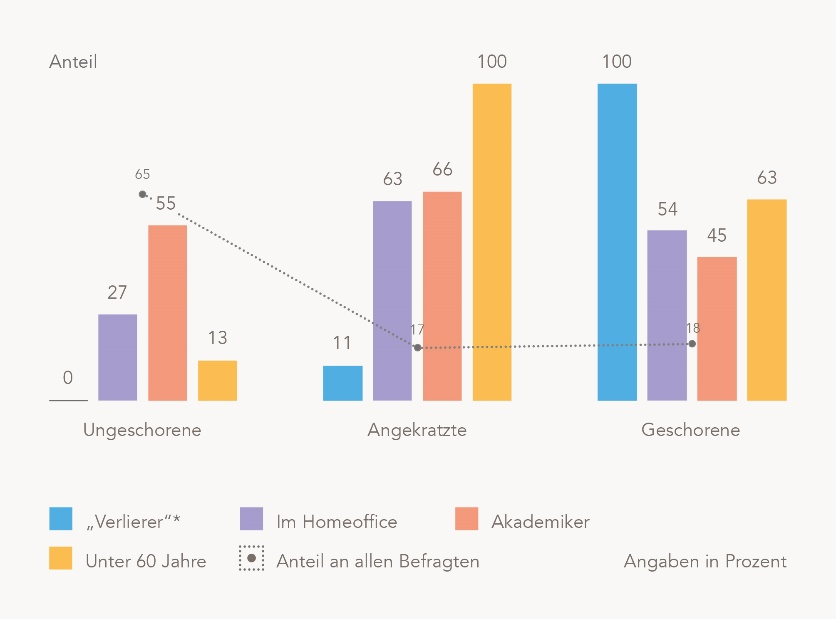 Anteil
100
100
65
55
63
66
63
54
45
27
13
11
17
18
0
Ungeschorene
Angekratzte
Geschorene
„Verlierer“*
Im Homeoffice
Akademiker
Unter 60 Jahre
Anteil an allen Befragten
Angaben in Prozent